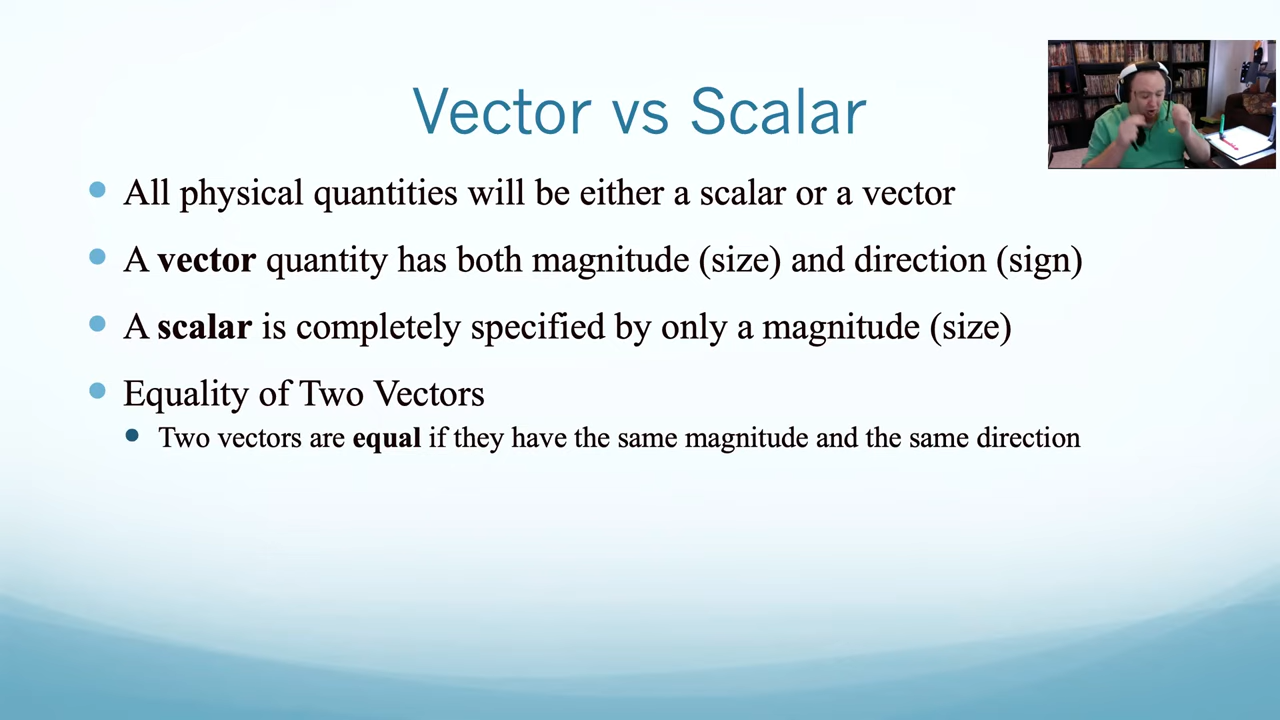 Vector vs Scalar
All physical quantities will be either a scalar or a vector
A vector quantity has both magnitude (size) and direction (sign)
A scalar is completely specified by only a magnitude (size)
Equality of Two Vectors
Two vectors are equal if they have the same magnitude and the same direction